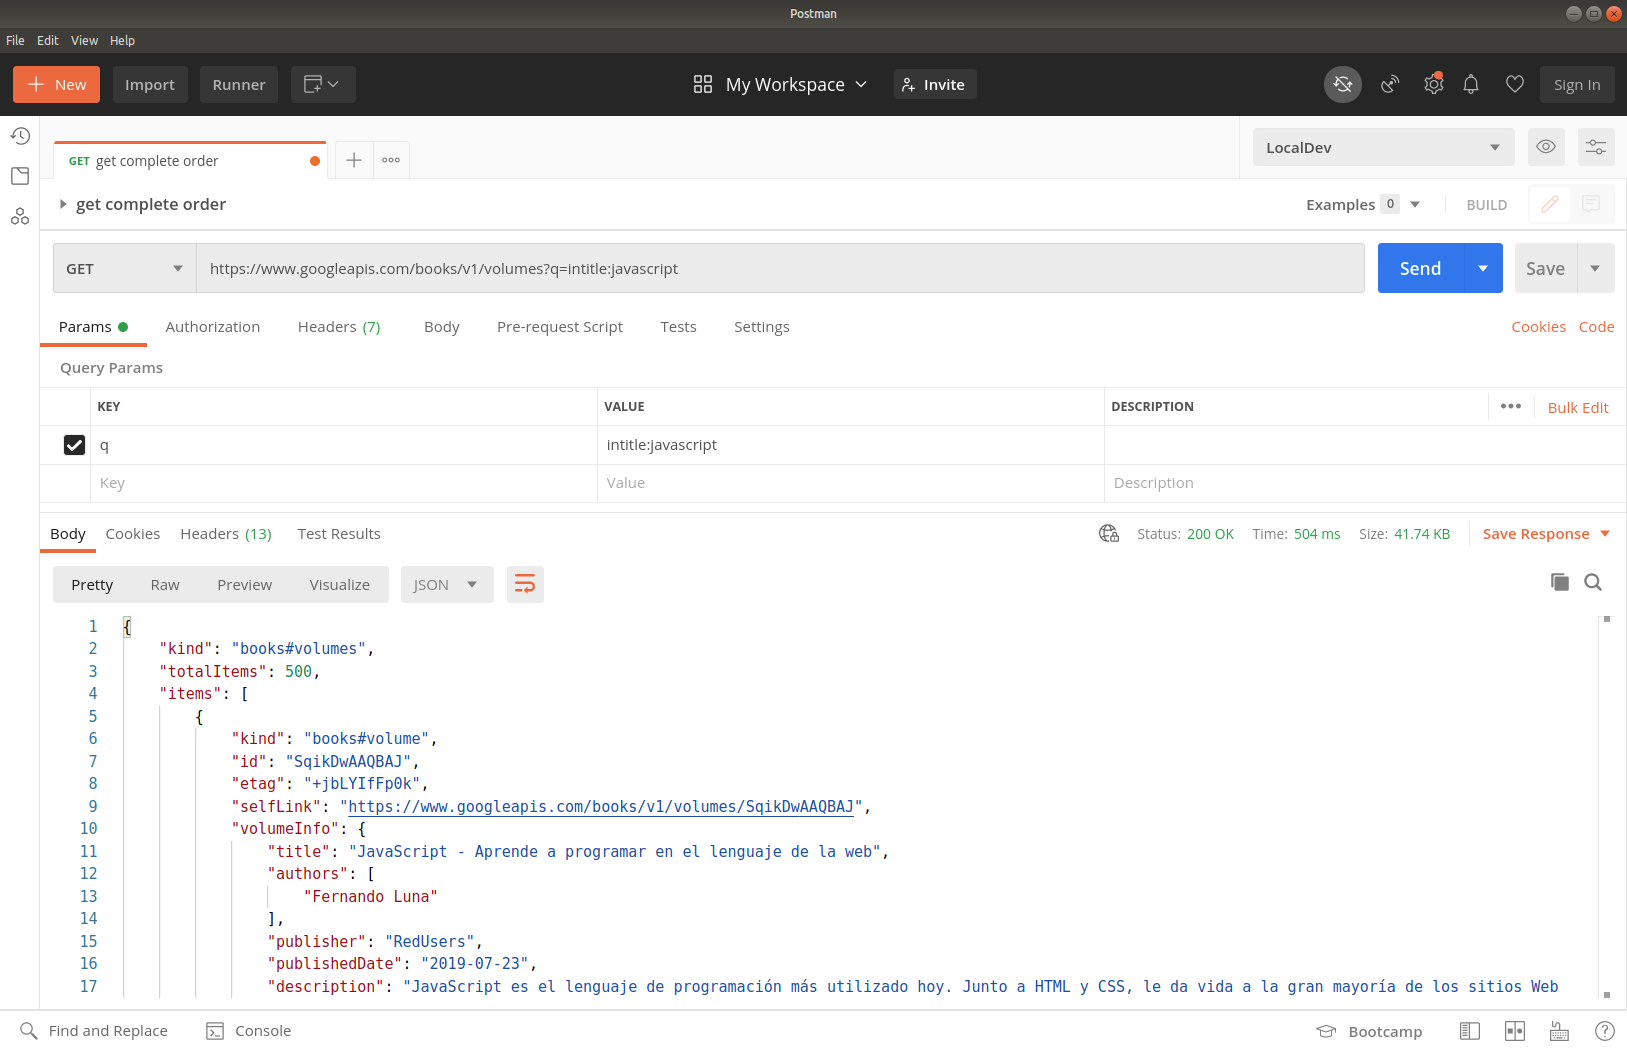 Postman
File Edit View Help
New Import Runner My Workspace Invite Sign In
GET get complete order LocalDev
get complete order Examples 0 BUILD
GET https://www.googleapis.com/books/v1/volumes?q=intitle:javascript Send Save
Params Authorization Headers (7) Body Pre-request Script Tests Settings Cookies Code
Query Params
KEY VALUE DESCRIPTION Bulk Edit
q intitle:javascript
Key Value Description
Body Cookies Headers (13) Test Results Status: 200 OK Time: 504 ms Size: 41.74 KB Save Response
Pretty Raw Preview Visualize JSON
1 {
2 "kind": "books#volumes",
3 "totalItems": 500,
4 "items": [
5 {
6 "kind": "books#volume",
7 "id": "SqikDwAAQBAJ",
8 "etag": "+jbLYIfFp0k",
9 "selfLink": "https://www.googleapis.com/books/v1/volumes/SqikDwAAQBAJ",
10 "volumeInfo": {
11 "title": "JavaScript - Aprende a programar en el lenguaje de la web",
12 "authors": [
13 "Fernando Luna"
14 ],
15 "publisher": "RedUsers",
16 "publishedDate": "2019-07-23",
17 "description": "JavaScript es el lenguaje de programación más utilizado hoy. Junto a HTML y CSS, le da vida a la gran mayoría de los sitios Web
Find and Replace Console Bootcamp